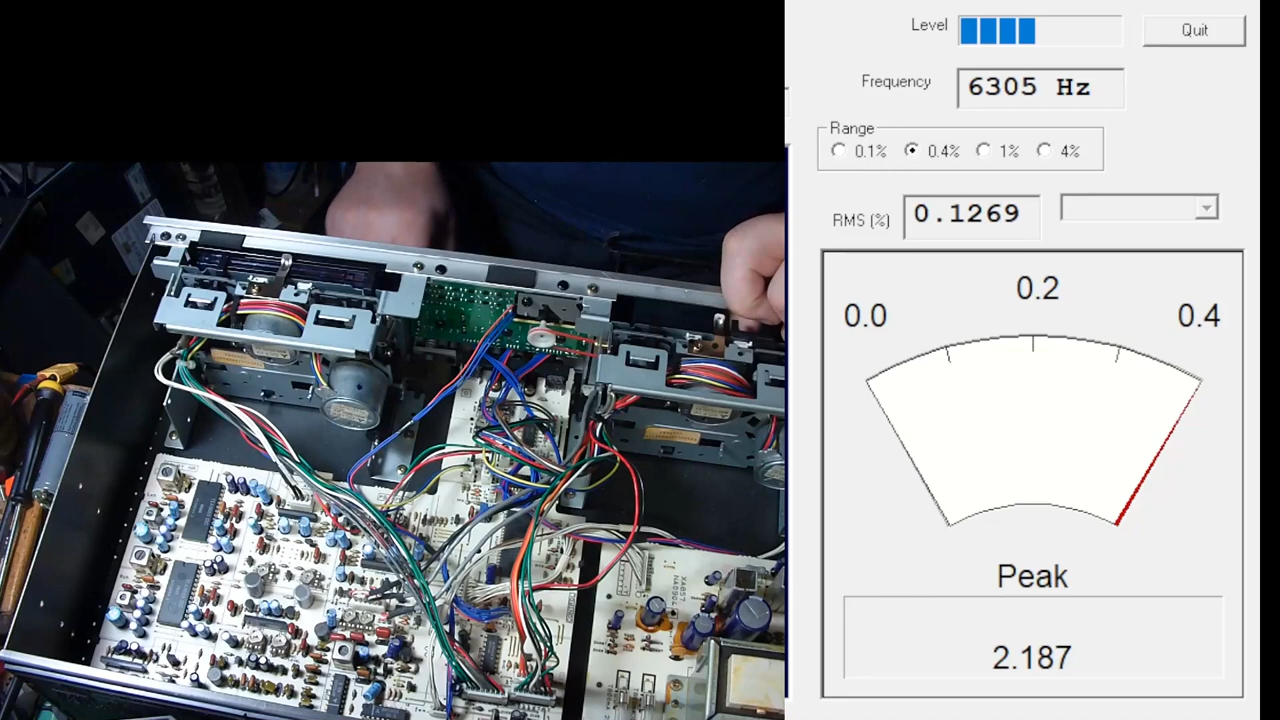 Level
Quit
Frequency
6305 Hz
Range
0.1%
0.4%
1%
4%
RMS (%)
0.1269
0.0
0.2
0.4
Peak
2.187
XA857